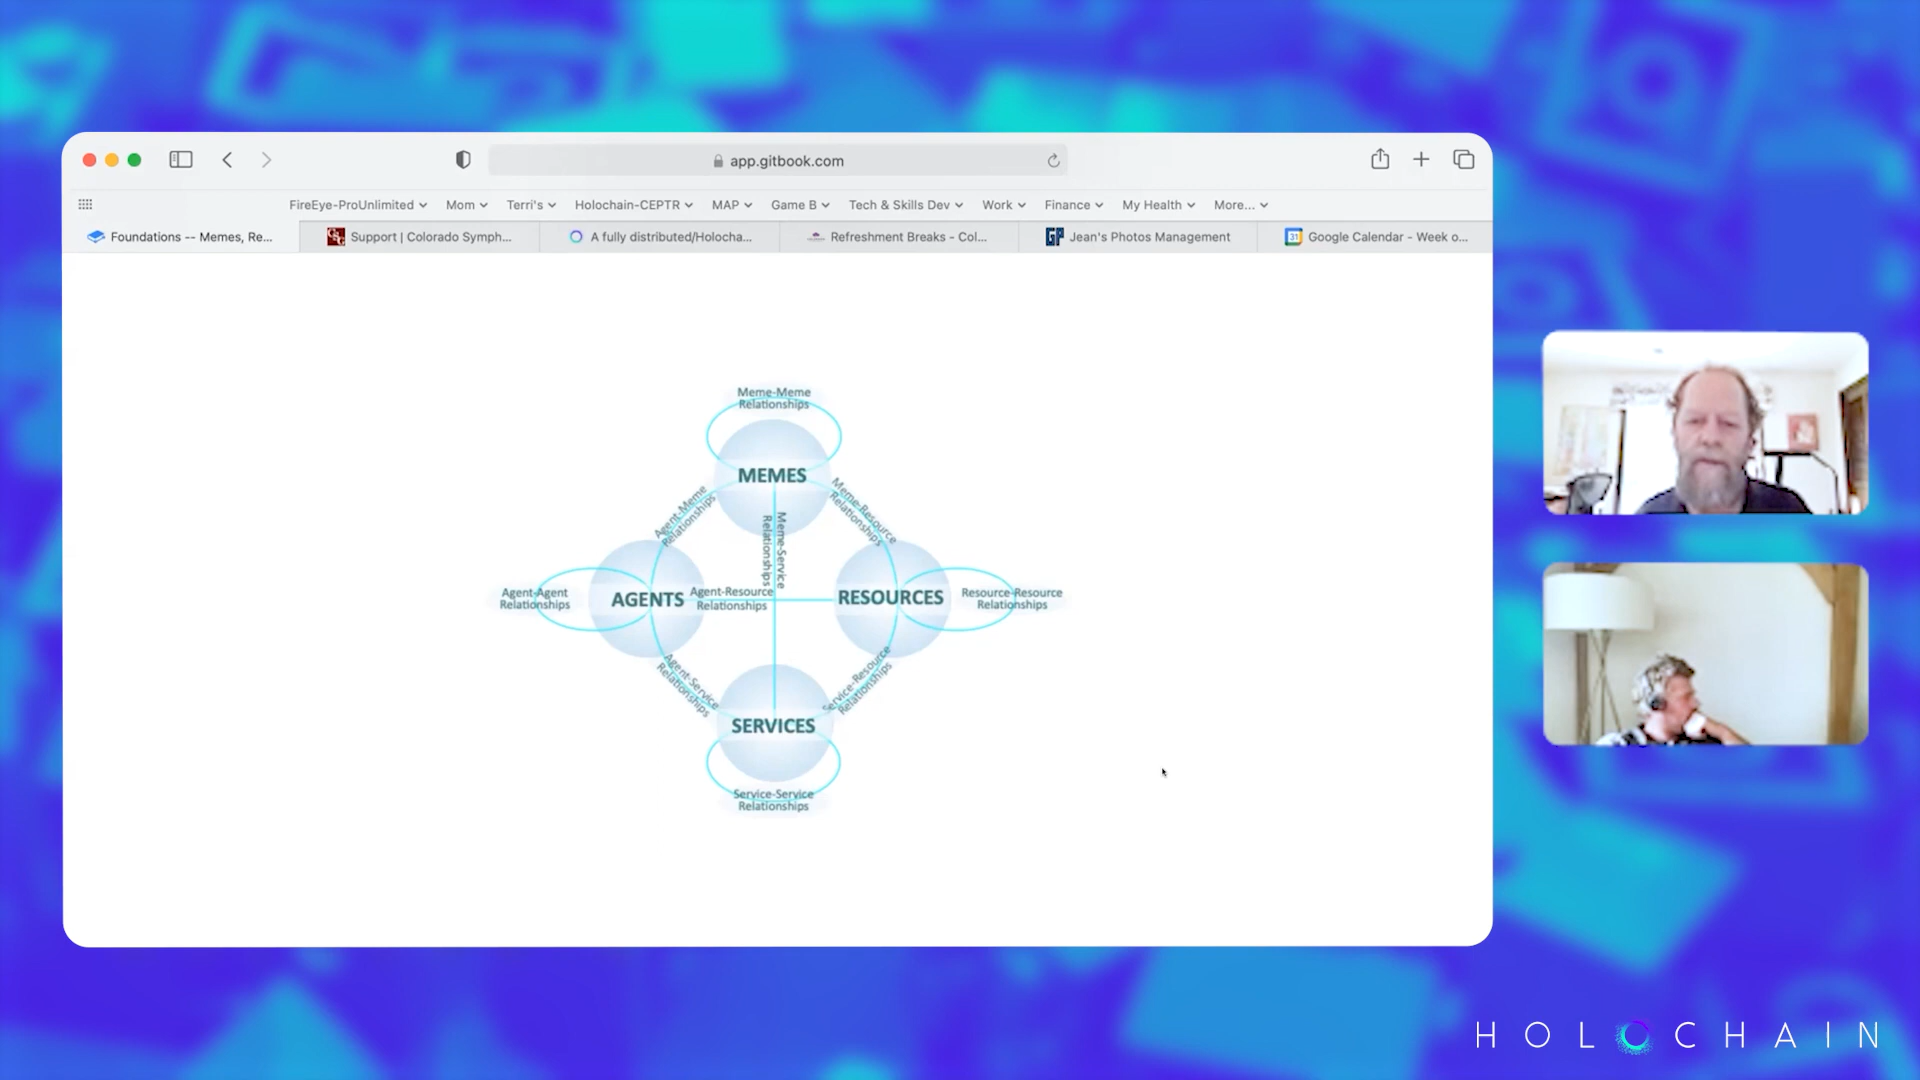 app.gitbook.com
FireEye-ProUnlimited Mom Terri's Holochain-CEPTR MAP Game B Tech & Skills Dev Work Finance My Health More...
Foundations -- Memes, Re... Support | Colorado Symph... A fully distributed/Holocha... Refreshment Breaks - Col... GP Jean's Photos Management 31 Google Calendar - Week o...
Meme-Meme
Relationships
MEMES
Agent-Meme
Relationships
Meme-Service
Relationships
Meme-Resource
Relationships
Agent-Agent
Relationships
AGENTS
Agent-Resource
Relationships
RESOURCES
Resource-Resource
Relationships
Agent-Service
Relationships
Service-Resource
Relationships
SERVICES
Service-Service
Relationships
HOLOCHAIN